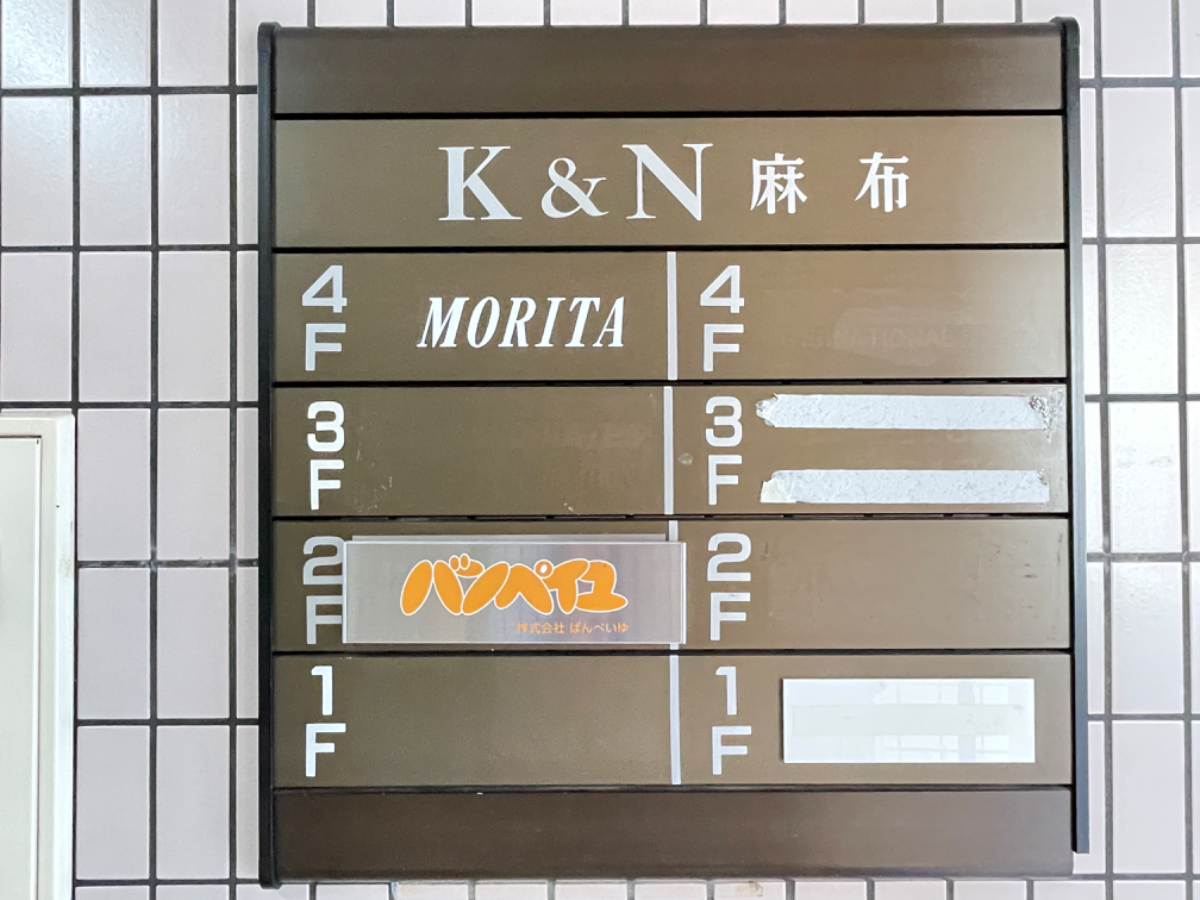 K & N 麻布
4F MORITA 4F
3F 3F
2F バンペイユ 2F
株式会社 ばんぺいゆ
1F 1F